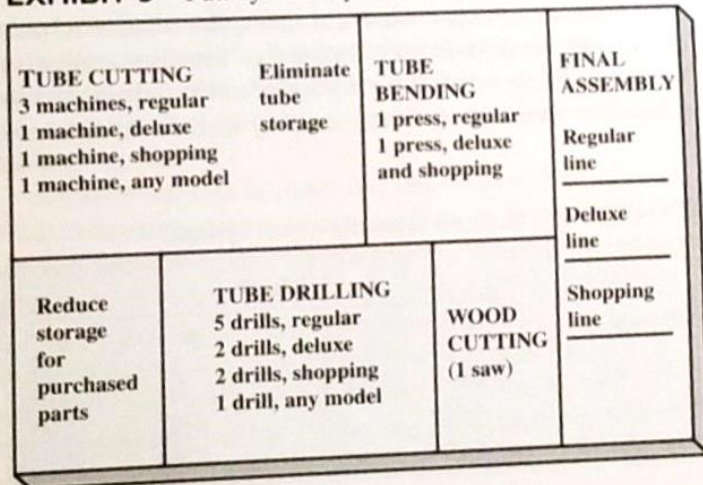 TUBE CUTTING
3 machines, regular
1 machine, deluxe
1 machine, shopping
1 machine, any model
Eliminate
tube
storage
TUBE
BENDING
1 press, regular
1 press, deluxe
and shopping
FINAL
ASSEMBLY
Regular
line
Deluxe
line
Shopping
line
Reduce
storage
for
purchased
parts
TUBE DRILLING
5 drills, regular
2 drills, deluxe
2 drills, shopping
1 drill, any model
WOOD
CUTTING
(1 saw)